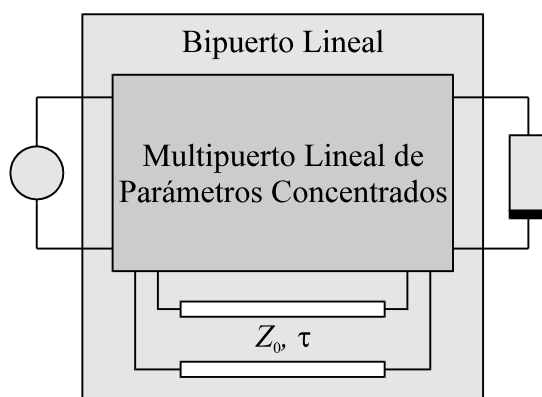 Bipuerto Lineal
Multipuerto Lineal de
Parámetros Concentrados
Z₀, τ